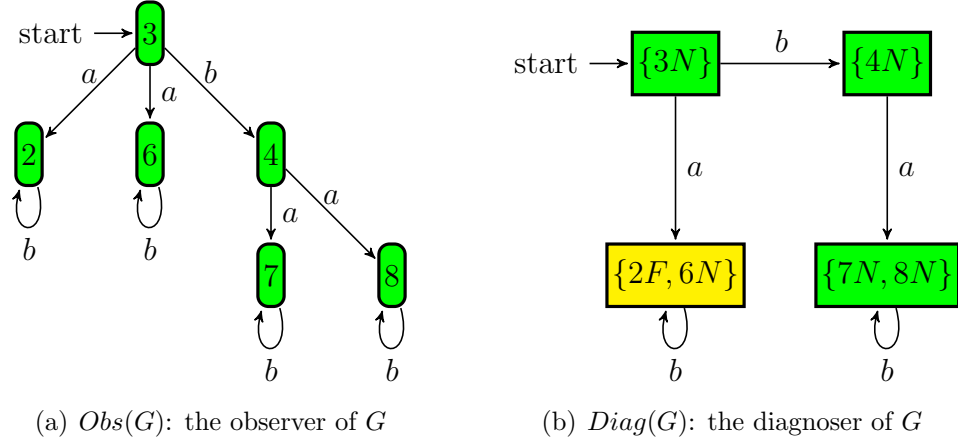 start
3
a
a
b
2
6
4
b
b
a
a
7
8
b
b
(a) Obs(G): the observer of G
start
{3N}
b
{4N}
a
a
{2F, 6N}
{7N, 8N}
b
b
(b) Diag(G): the diagnoser of G